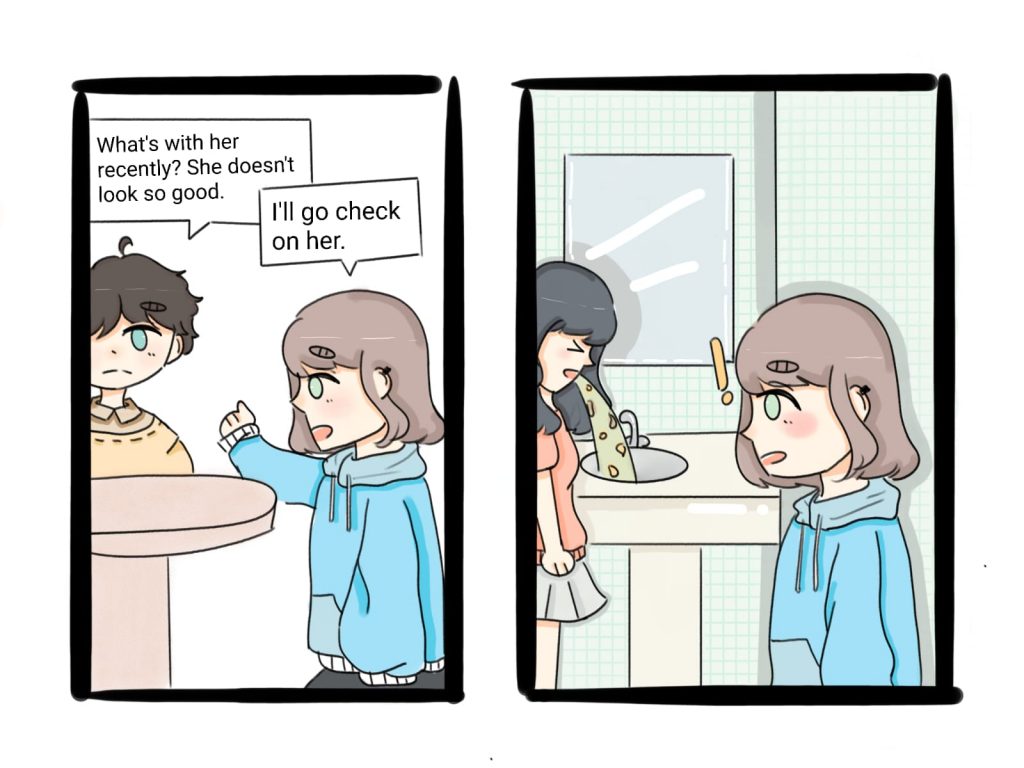 What's with her
recently? She doesn't
look so good.
I'll go check
on her.